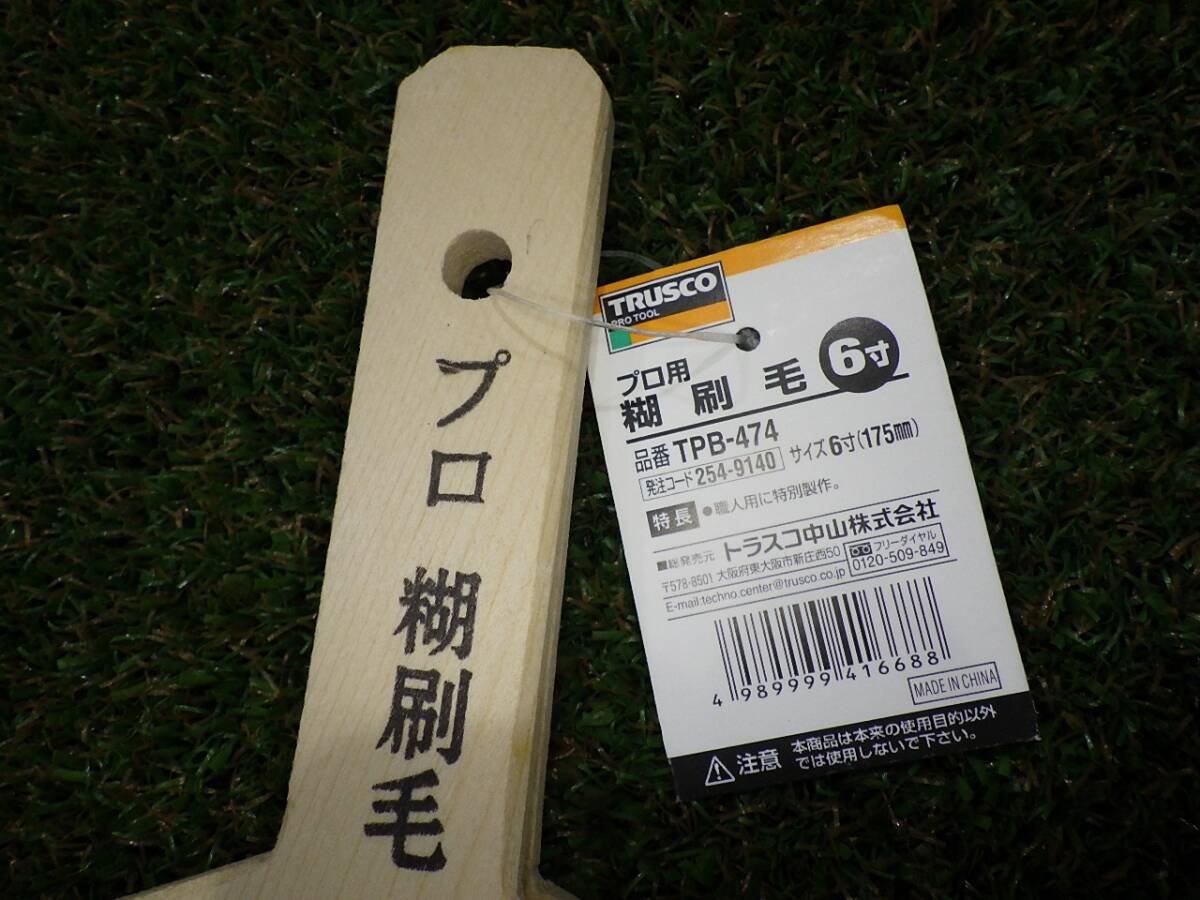 プロ 糊刷毛
TRUSCO
PRO TOOL
プロ用
糊刷毛 6寸
品番 TPB-474
発注コード 254-9140 サイズ 6寸(175mm)
特長 ●職人用に特別製作。
■総発売元 トラスコ中山株式会社
〒578-8501 大阪府東大阪市新庄西50 フリーダイヤル
E-mail:techno.center@trusco.co.jp 0120-509-849
4 989999 416688
MADE IN CHINA
注意 本商品は本来の使用目的以外
では使用しないで下さい。